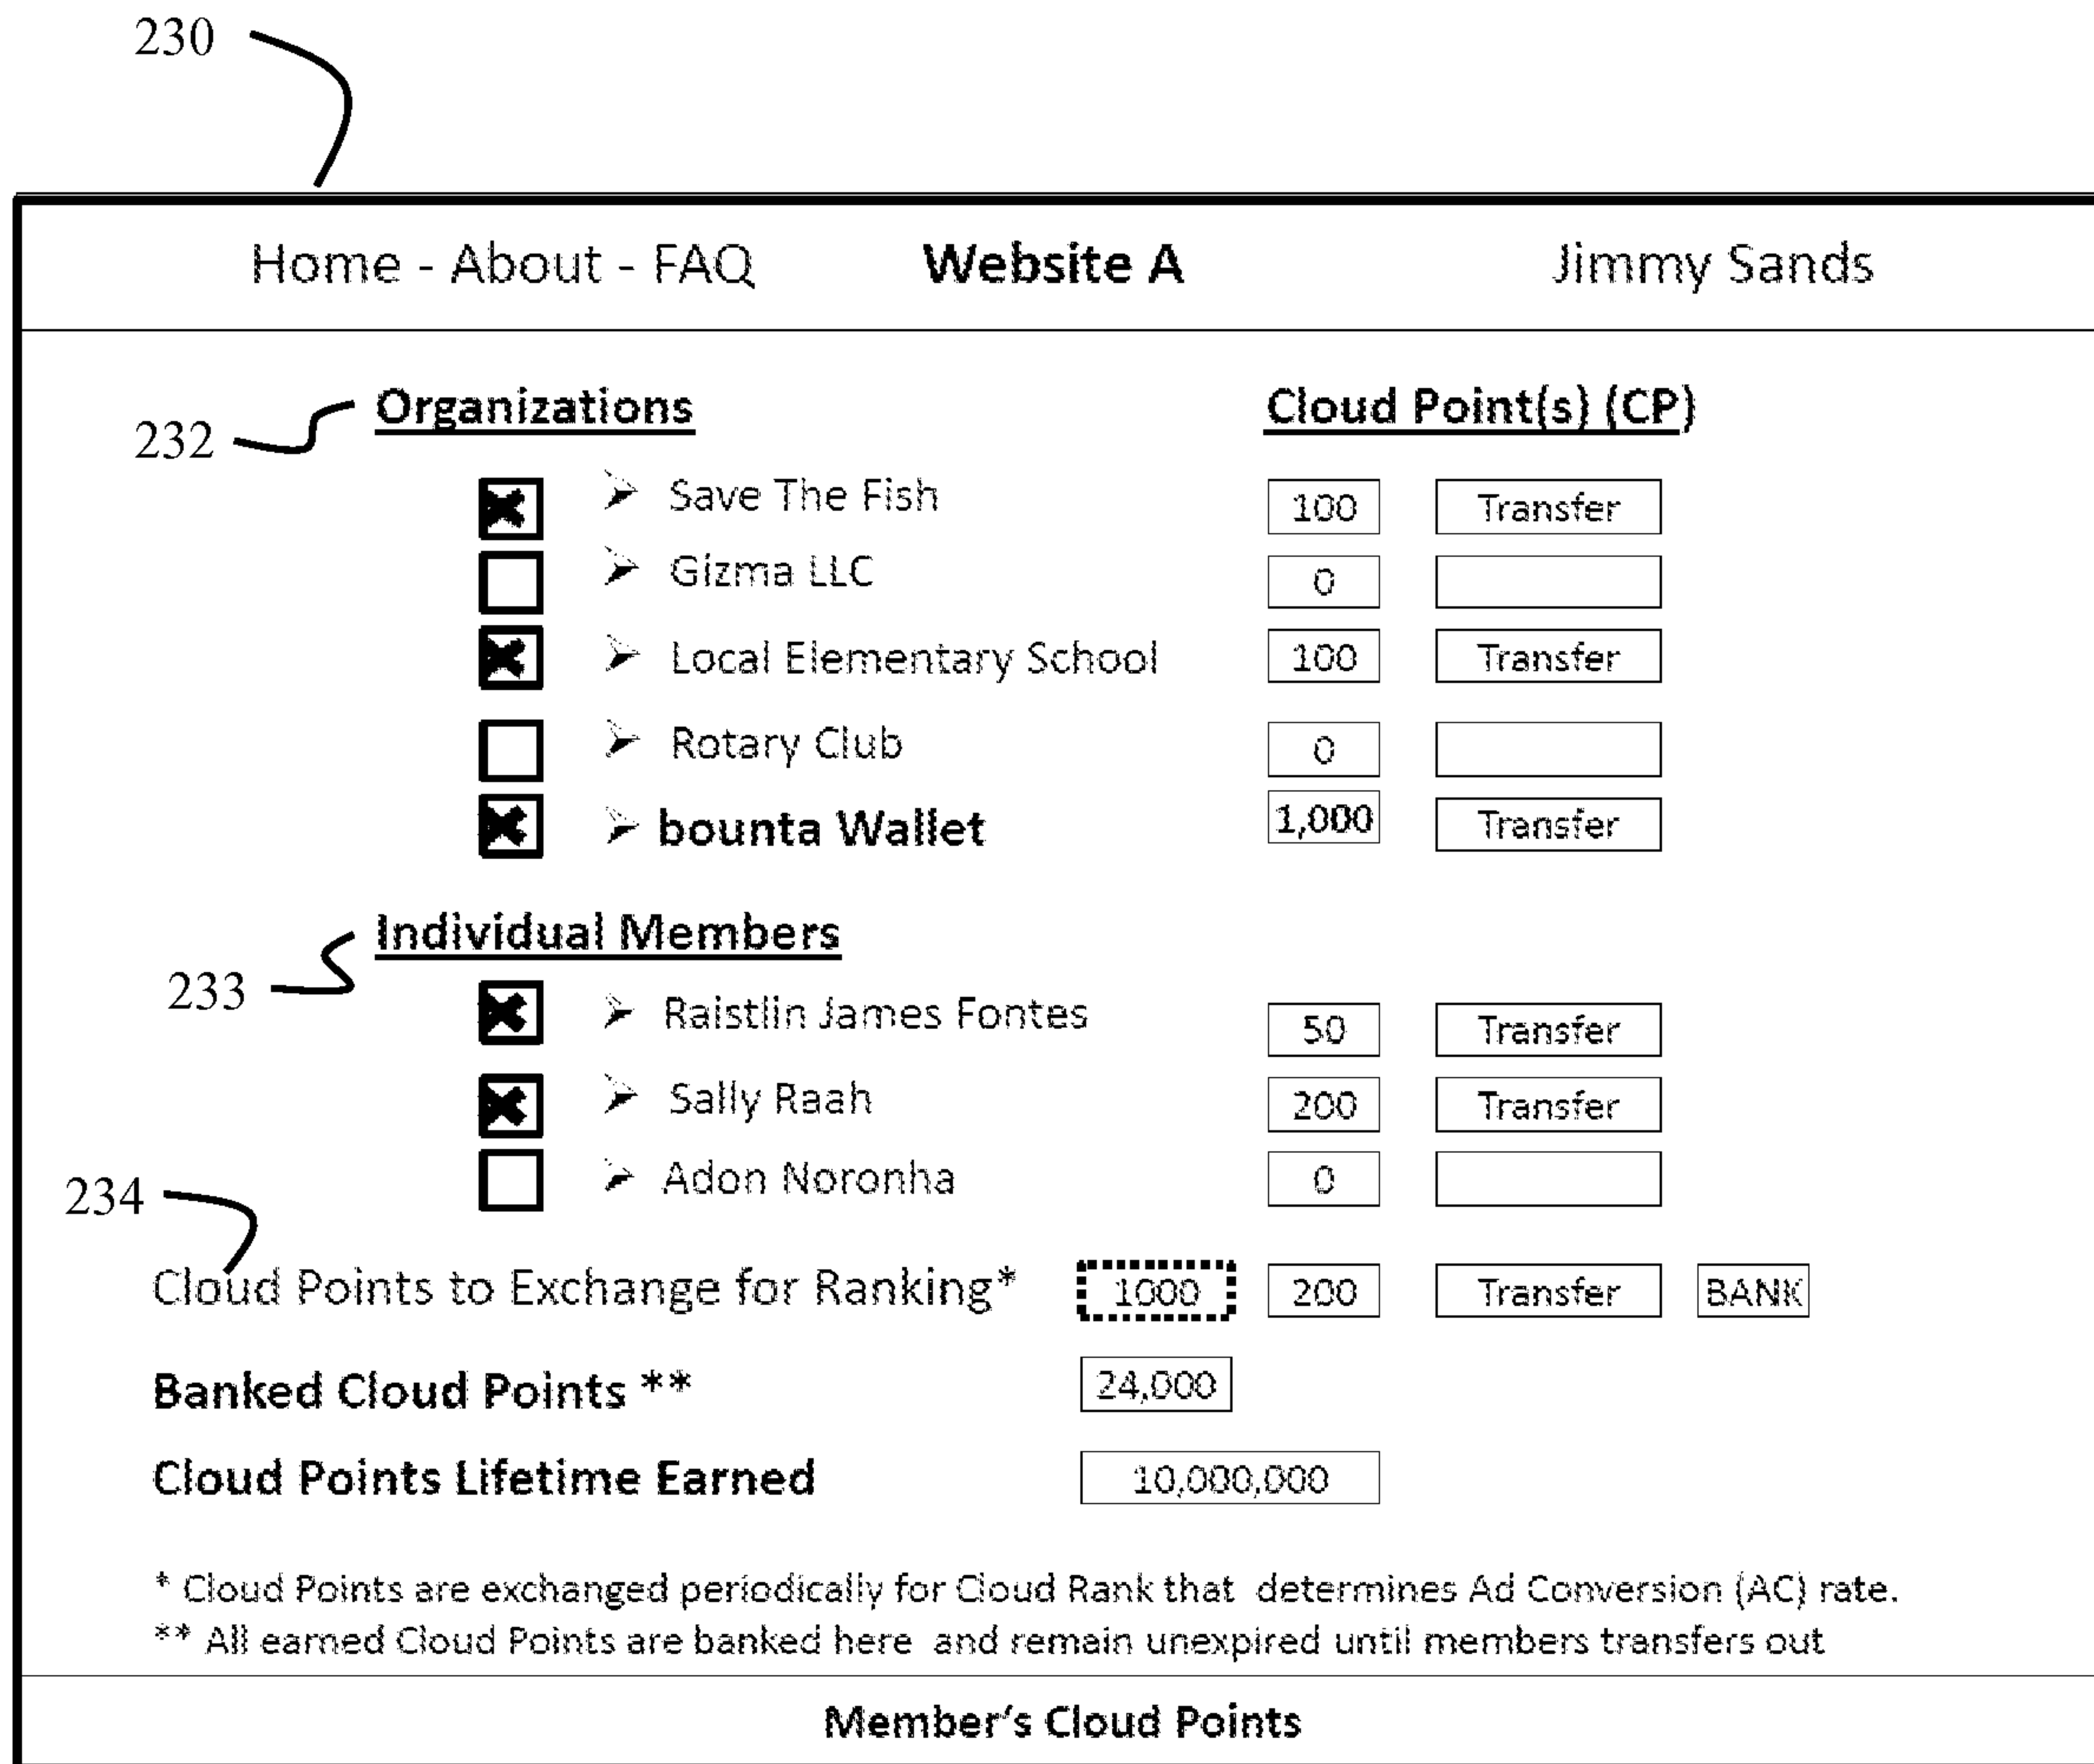 230
Home - About - FAQ Website A Jimmy Sands
232 Organizations Cloud Point(s) (CP)
Save The Fish 100 Transfer
Gizma LLC 0
Local Elementary School 100 Transfer
Rotary Club 0
bounta Wallet 1,000 Transfer
Individual Members
233
Raistlin James Fontes 50 Transfer
Sally Raah 200 Transfer
Adon Noronha 0
234
Cloud Points to Exchange for Ranking* 1000 200 Transfer BANK
Banked Cloud Points ** 24,000
Cloud Points Lifetime Earned 10,000,000
* Cloud Points are exchanged periodically for Cloud Rank that determines Ad Conversion (AC) rate.
** All earned Cloud Points are banked here and remain unexpired until members transfers out
Member's Cloud Points